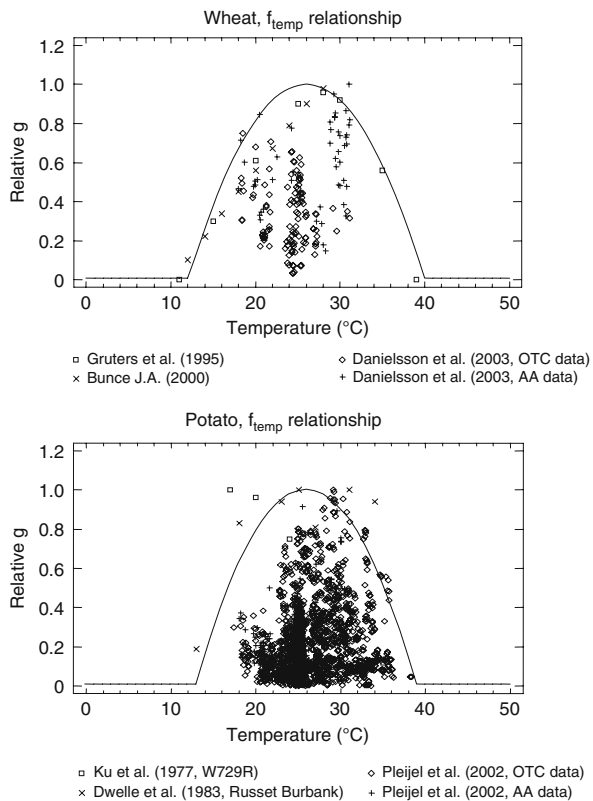 Wheat, ftemp relationship
1.2
1.0
0.8
0.6
0.4
0.2
0
Relative g
0 10 20 30 40 50
Temperature (°C)
□ Gruters et al. (1995)
× Bunce J.A. (2000)
◇ Danielsson et al. (2003, OTC data)
+ Danielsson et al. (2003, AA data)
Potato, ftemp relationship
1.2
1.0
0.8
0.6
0.4
0.2
0
Relative g
0 10 20 30 40 50
Temperature (°C)
□ Ku et al. (1977, W729R)
× Dwelle et al. (1983, Russet Burbank)
◇ Pleijel et al. (2002, OTC data)
+ Pleijel et al. (2002, AA data)